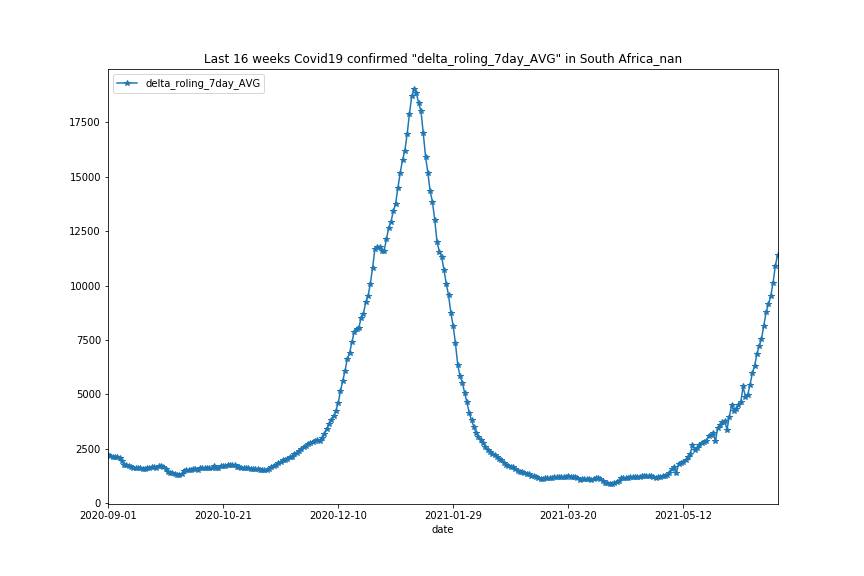 Last 16 weeks Covid19 confirmed "delta_roling_7day_AVG" in South Africa_nan
delta_roling_7day_AVG
17500
15000
12500
10000
7500
5000
2500
0
2020-09-01 2020-10-21 2020-12-10 2021-01-29 2021-03-20 2021-05-12
date